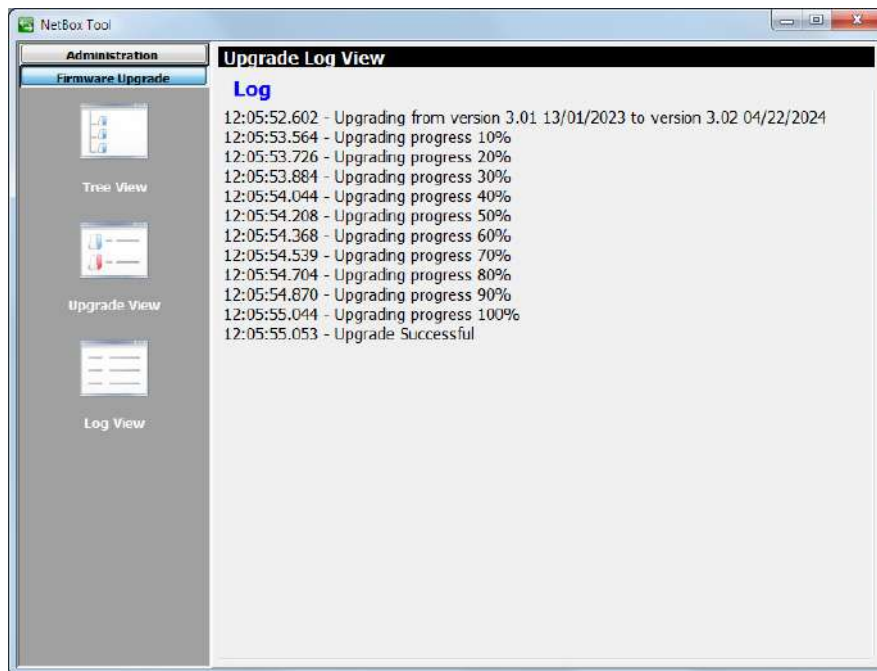 NetBox Tool
Administration
Firmware Upgrade
Tree View
Upgrade View
Log View
Upgrade Log View
Log
12:05:52.602 - Upgrading from version 3.01 13/01/2023 to version 3.02 04/22/2024
12:05:53.564 - Upgrading progress 10%
12:05:53.726 - Upgrading progress 20%
12:05:53.884 - Upgrading progress 30%
12:05:54.044 - Upgrading progress 40%
12:05:54.208 - Upgrading progress 50%
12:05:54.368 - Upgrading progress 60%
12:05:54.539 - Upgrading progress 70%
12:05:54.704 - Upgrading progress 80%
12:05:54.870 - Upgrading progress 90%
12:05:55.044 - Upgrading progress 100%
12:05:55.053 - Upgrade Successful